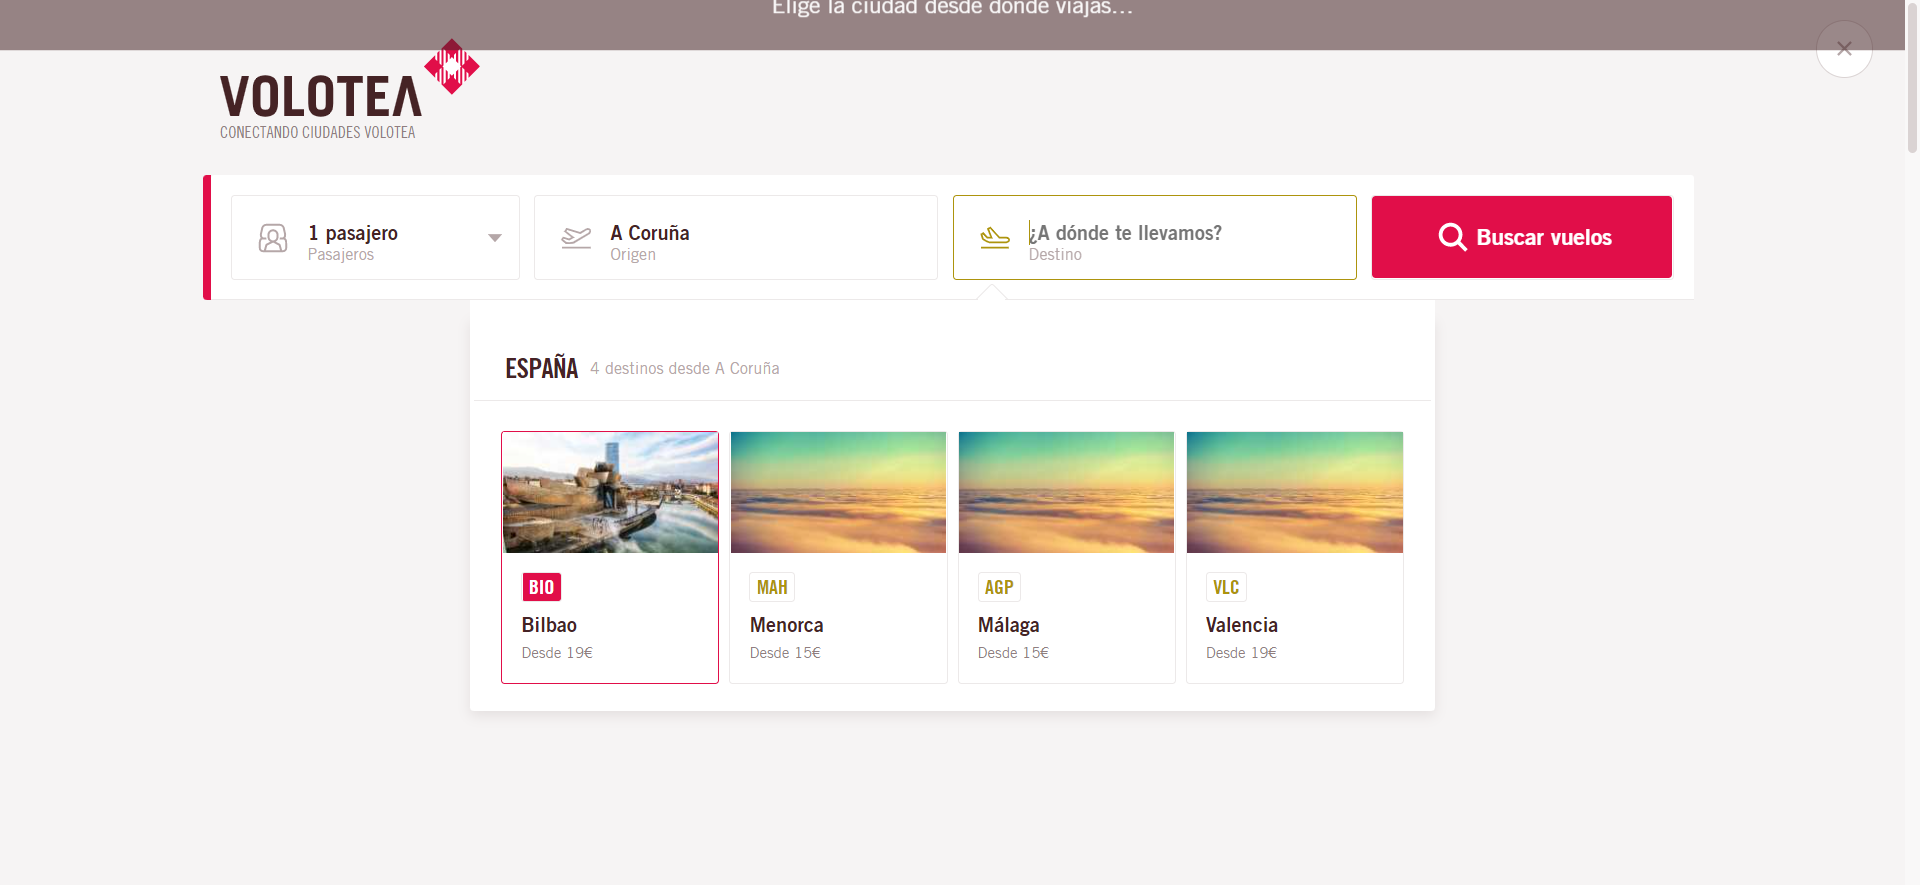 Elige la ciudad desde donde viajas...
VOLOTEA
CONECTANDO CIUDADES VOLOTEA
1 pasajero
Pasajeros
A Coruña
Origen
¿A dónde te llevamos?
Destino
Buscar vuelos
ESPAÑA 4 destinos desde A Coruña
BIO
Bilbao
Desde 19€
MAH
Menorca
Desde 15€
AGP
Málaga
Desde 15€
VLC
Valencia
Desde 19€